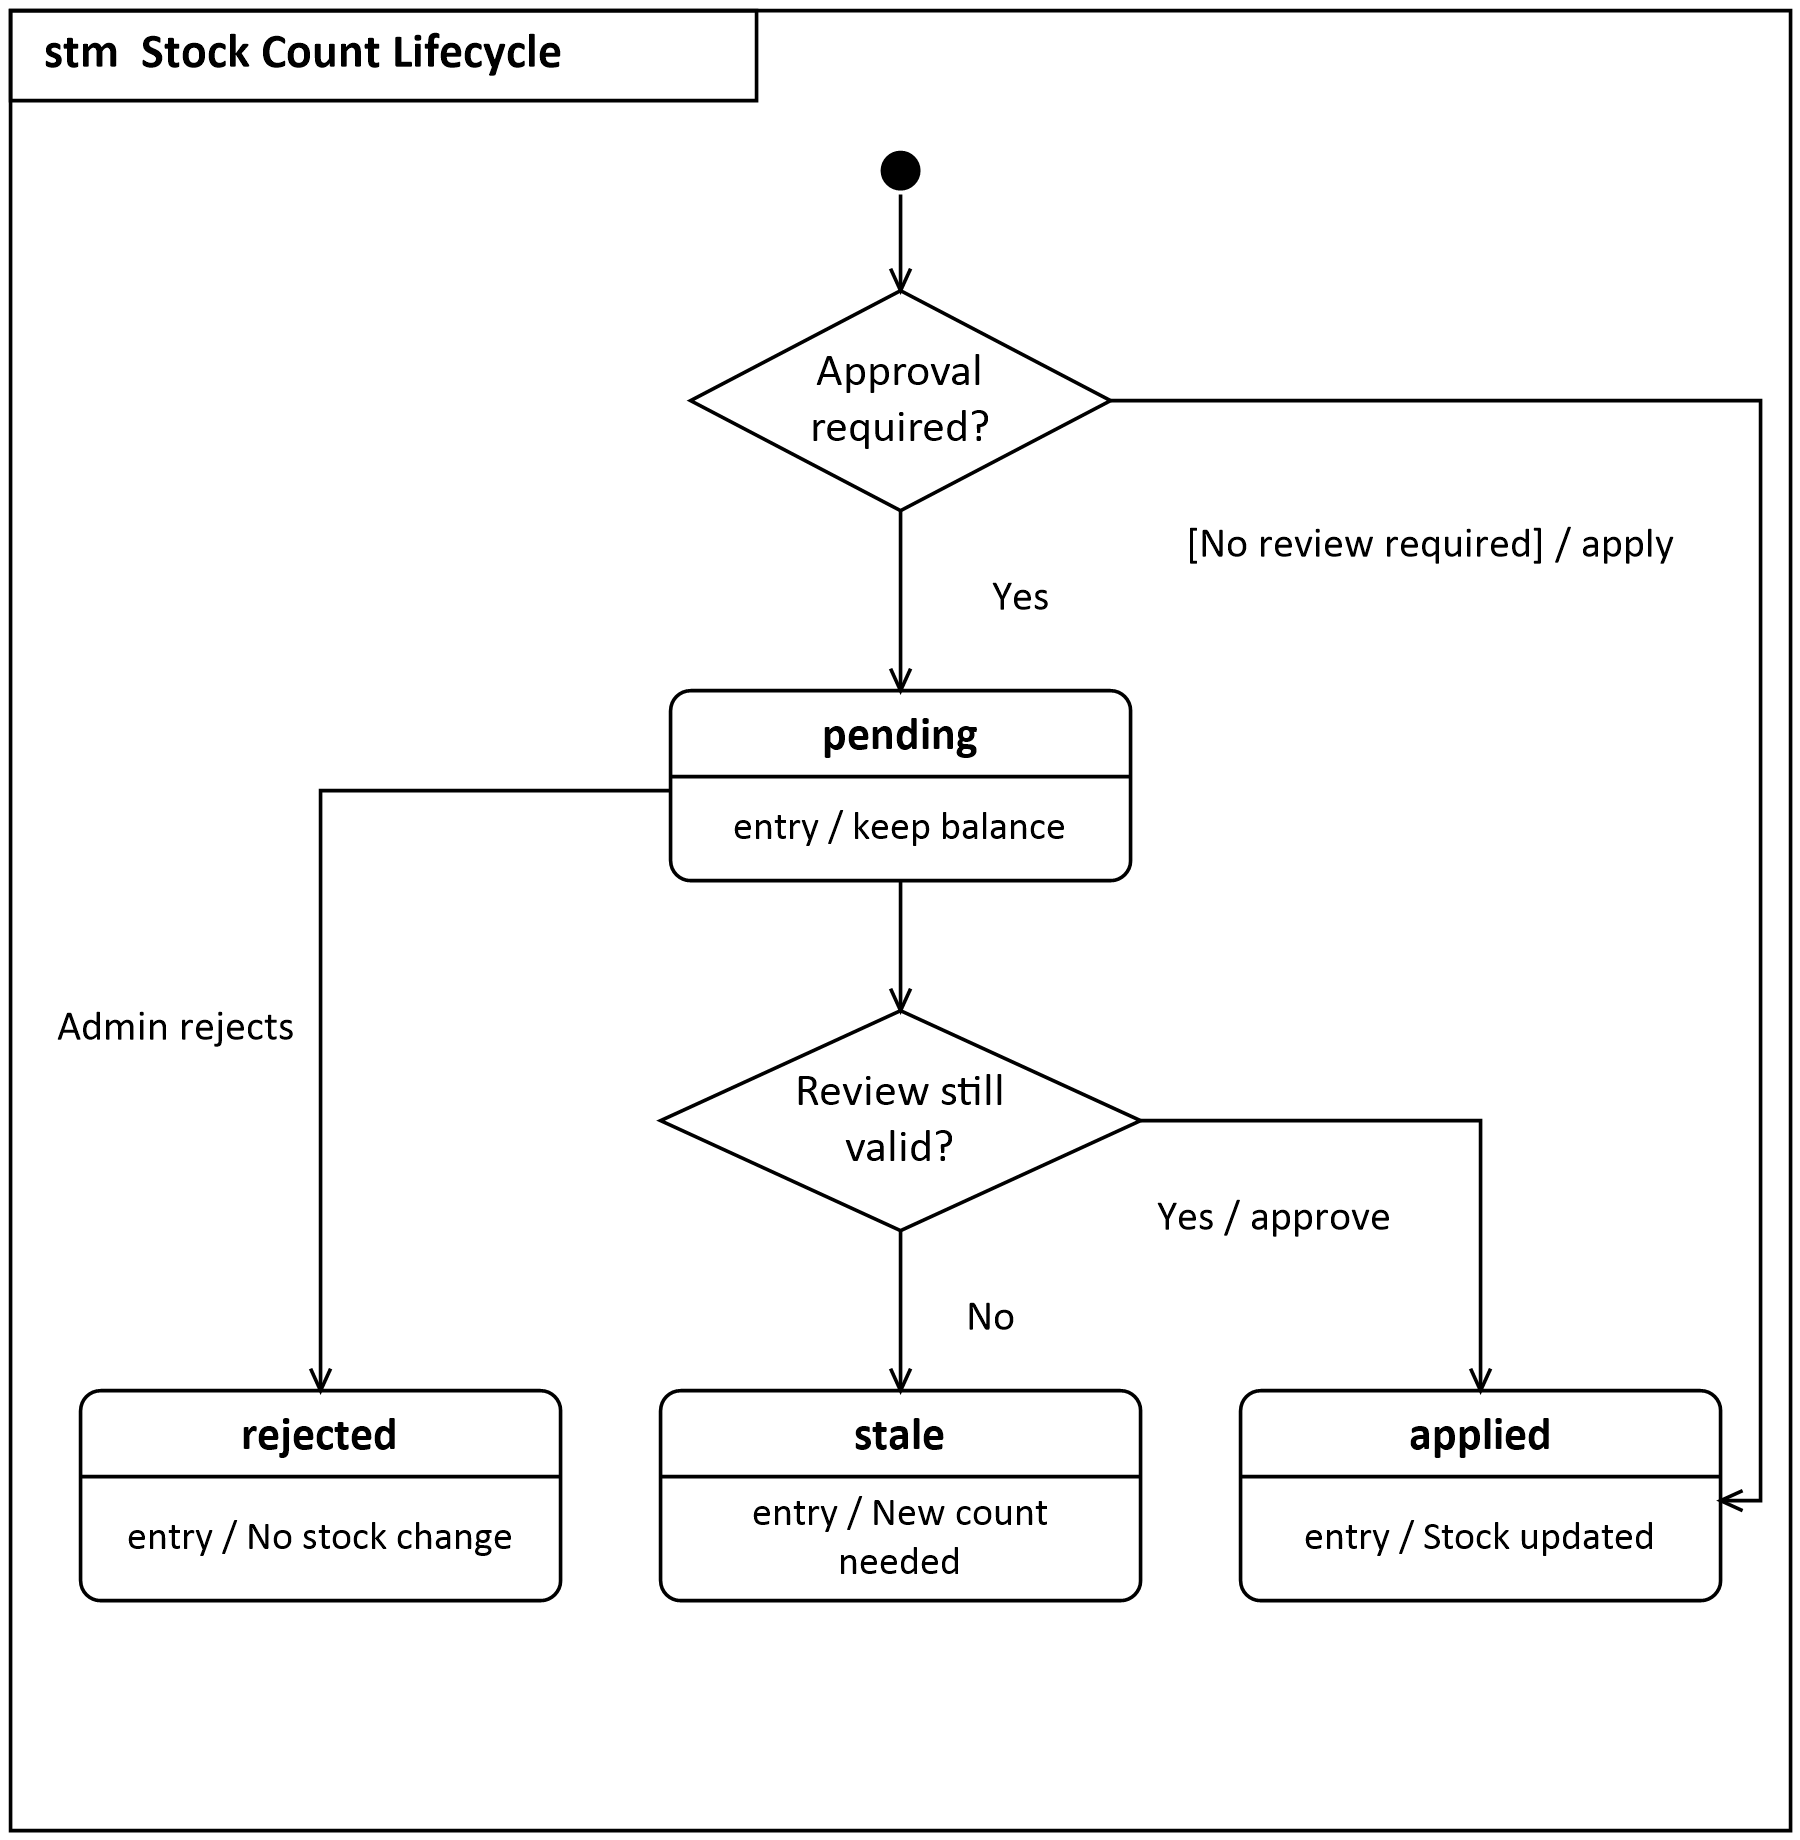 stm  Stock Count Lifecycle
Approval
required?
[No review required] / apply
Yes
pending
entry / keep balance
Admin rejects
Review still
valid?
Yes / approve
No
rejected
entry / No stock change
stale
entry / New count
needed
applied
entry / Stock updated